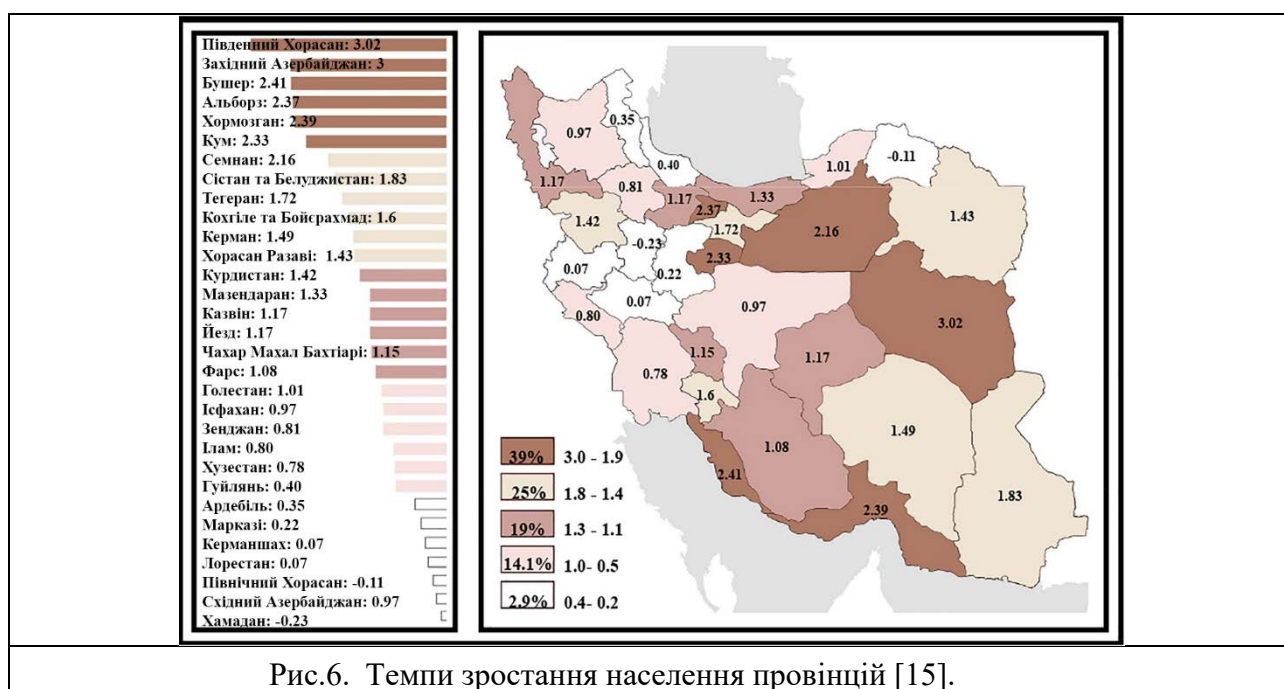 Південний Хорасан: 3.02
Західний Азербайджан: 3
Бушер: 2.41
Альборз: 2.37
Хормозган: 2.39
Кум: 2.33
Семнан: 2.16
Сістан та Белуджистан: 1.83
Тегеран: 1.72
Кохгіле та Бойєрахмад: 1.6
Керман: 1.49
Хорасан Разаві: 1.43
Курдистан: 1.42
Мазендаран: 1.33
Казвін: 1.17
Йезд: 1.17
Чахар Махал Бахтіарі: 1.15
Фарс: 1.08
Голестан: 1.01
Ісфахан: 0.97
Зенджан: 0.81
Ілам: 0.80
Хузестан: 0.78
Гуйлянь: 0.40
Ардебіль: 0.35
Марказі: 0.22
Керманшах: 0.07
Лорестан: 0.07
Північний Хорасан: -0.11
Східний Азербайджан: 0.97
Хамадан: -0.23
0.35
0.97
0.40
1.01
-0.11
1.17
0.81
1.17
1.33
1.43
2.37
1.42
1.72
2.16
-0.23
2.33
0.07
0.22
0.07
0.97
0.80
3.02
1.15
1.17
0.78
1.6
1.49
1.08
2.41
1.83
2.39
39% 3.0 - 1.9
25% 1.8 - 1.4
19% 1.3 - 1.1
14.1% 1.0- 0.5
2.9% 0.4- 0.2
Рис.6. Темпи зростання населення провінцій [15].